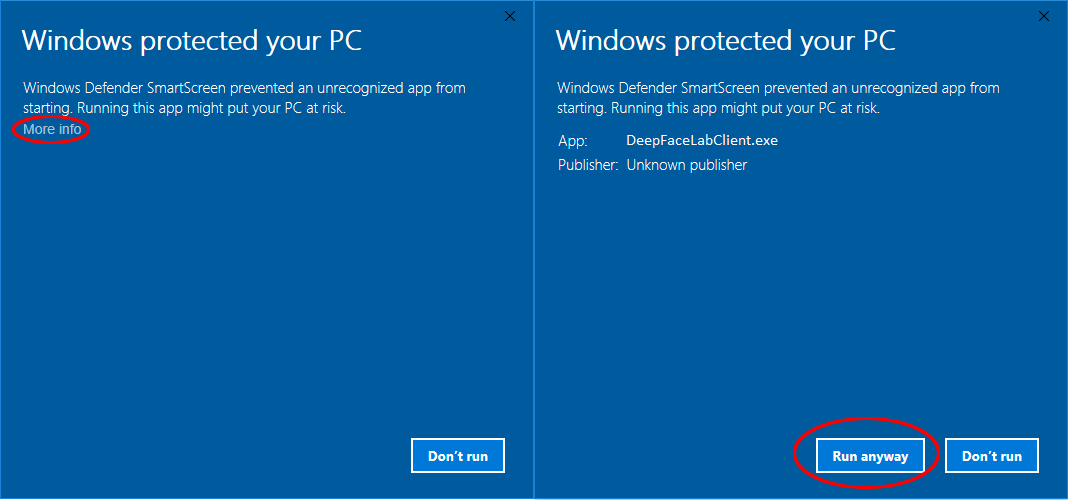 Windows protected your PC
Windows Defender SmartScreen prevented an unrecognized app from
starting. Running this app might put your PC at risk.
More info
Don't run
Windows protected your PC
Windows Defender SmartScreen prevented an unrecognized app from
starting. Running this app might put your PC at risk.
App: DeepFaceLabClient.exe
Publisher: Unknown publisher
Run anyway Don't run